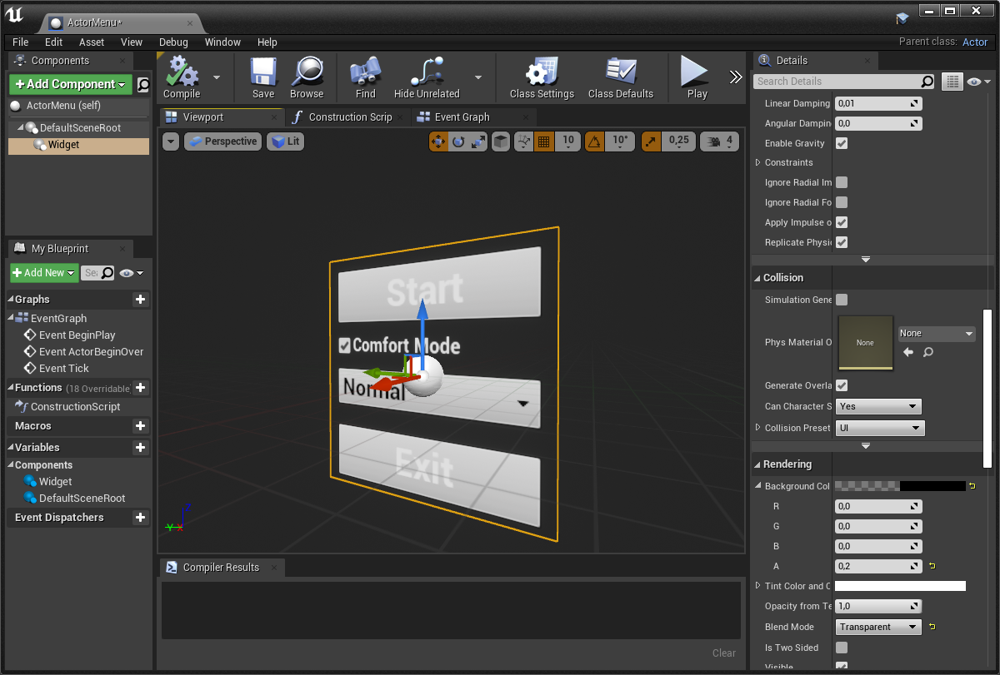 ActorMenu*
File Edit Asset View Debug Window Help
Parent class: Actor
Components
Add Component
ActorMenu (self)
DefaultSceneRoot
Widget
My Blueprint
Add New
Sea
Graphs
EventGraph
Event BeginPlay
Event ActorBeginOver
Event Tick
Functions (18 Overridable
ConstructionScript
Macros
Variables
Components
Widget
DefaultSceneRoot
Event Dispatchers
Compile
Save
Browse
Find
Hide Unrelated
Class Settings
Class Defaults
Play
Viewport
Construction Scrip
Event Graph
Perspective
Lit
10
10°
0,25
4
Start
Comfort Mode
Normal
Exit
Z
Y X
Compiler Results
Clear
Details
Search Details
Linear Damping 0,01
Angular Dampin 0,0
Enable Gravity
Constraints
Ignore Radial Im
Ignore Radial Fo
Apply Impulse o
Replicate Physi
Collision
Simulation Gene
Phys Material O
None
None
Generate Overla
Can Character S Yes
Collision Preset UI
Rendering
Background Col
R 0,0
G 0,0
B 0,0
A 0,2
Tint Color and O
Opacity from Te 1,0
Blend Mode Transparent
Is Two Sided
Visible